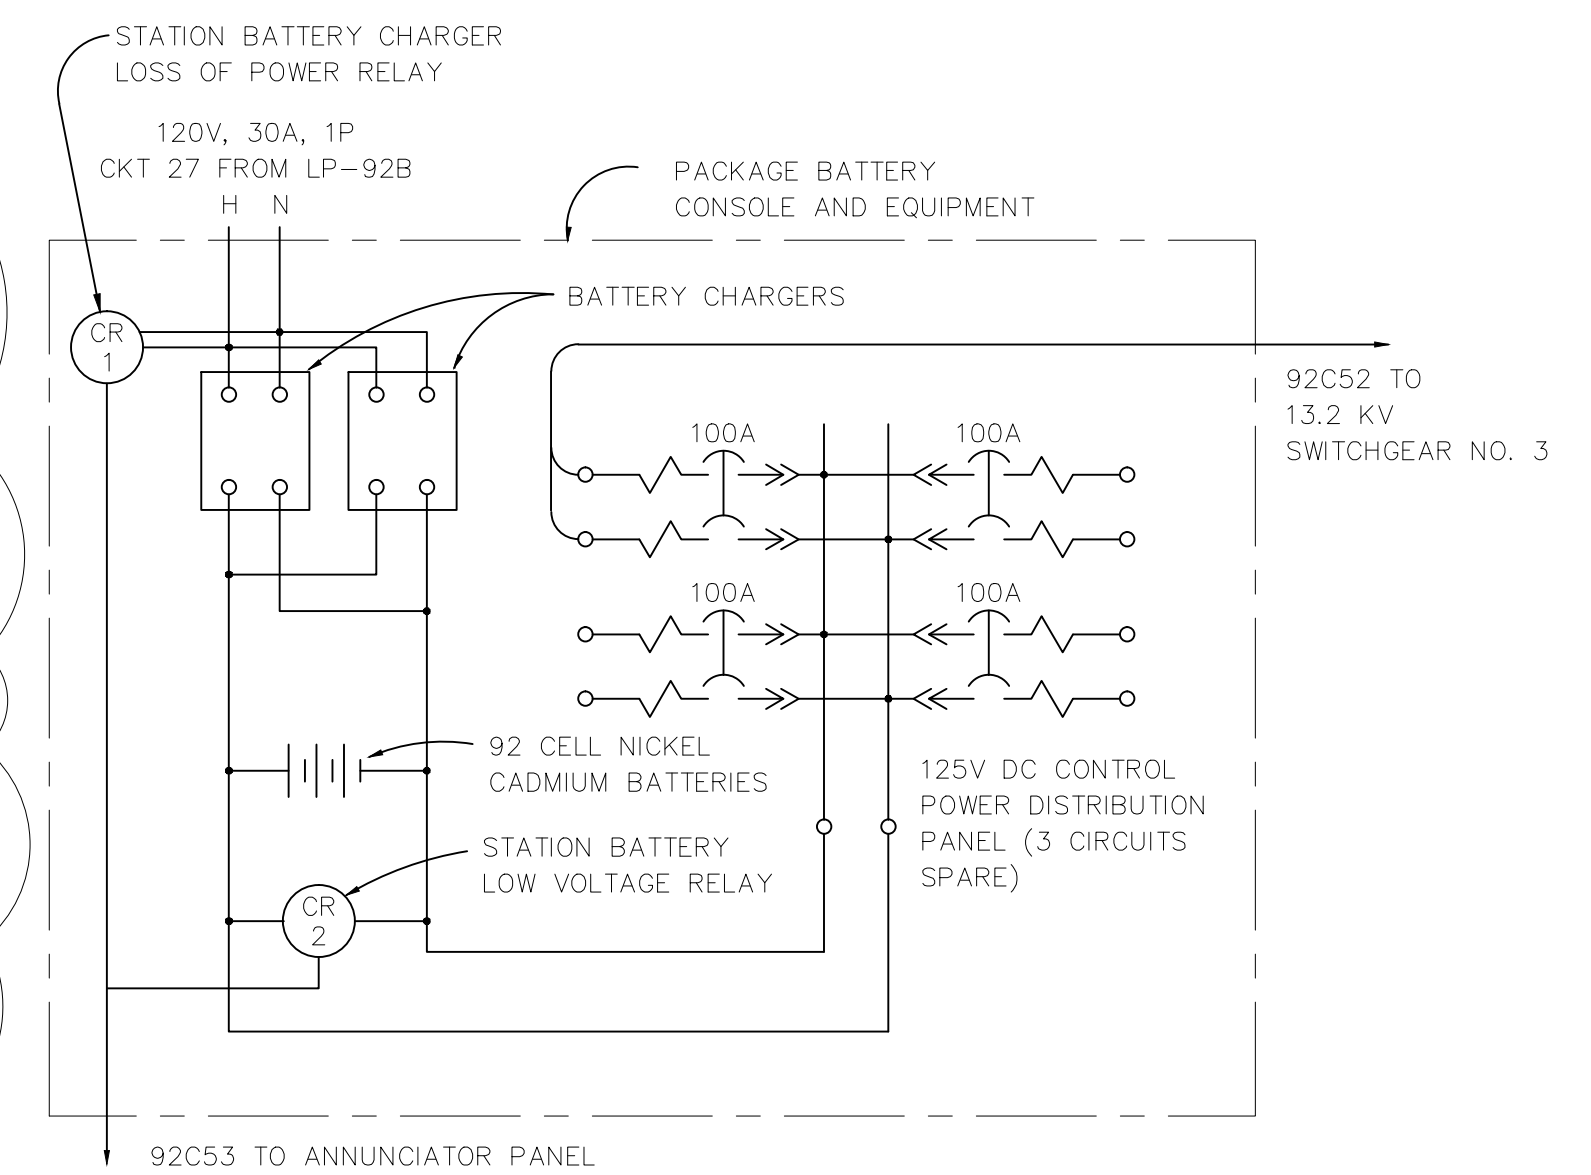 STATION BATTERY CHARGER
LOSS OF POWER RELAY
120V, 30A, 1P
CKT 27 FROM LP-92B
H N
PACKAGE BATTERY
CONSOLE AND EQUIPMENT
BATTERY CHARGERS
CR
1
92C52 TO
13.2 KV
SWITCHGEAR NO. 3
100A
100A
100A
100A
92 CELL NICKEL
CADMIUM BATTERIES
125V DC CONTROL
POWER DISTRIBUTION
PANEL (3 CIRCUITS
SPARE)
STATION BATTERY
LOW VOLTAGE RELAY
CR
2
92C53 TO ANNUNCIATOR PANEL